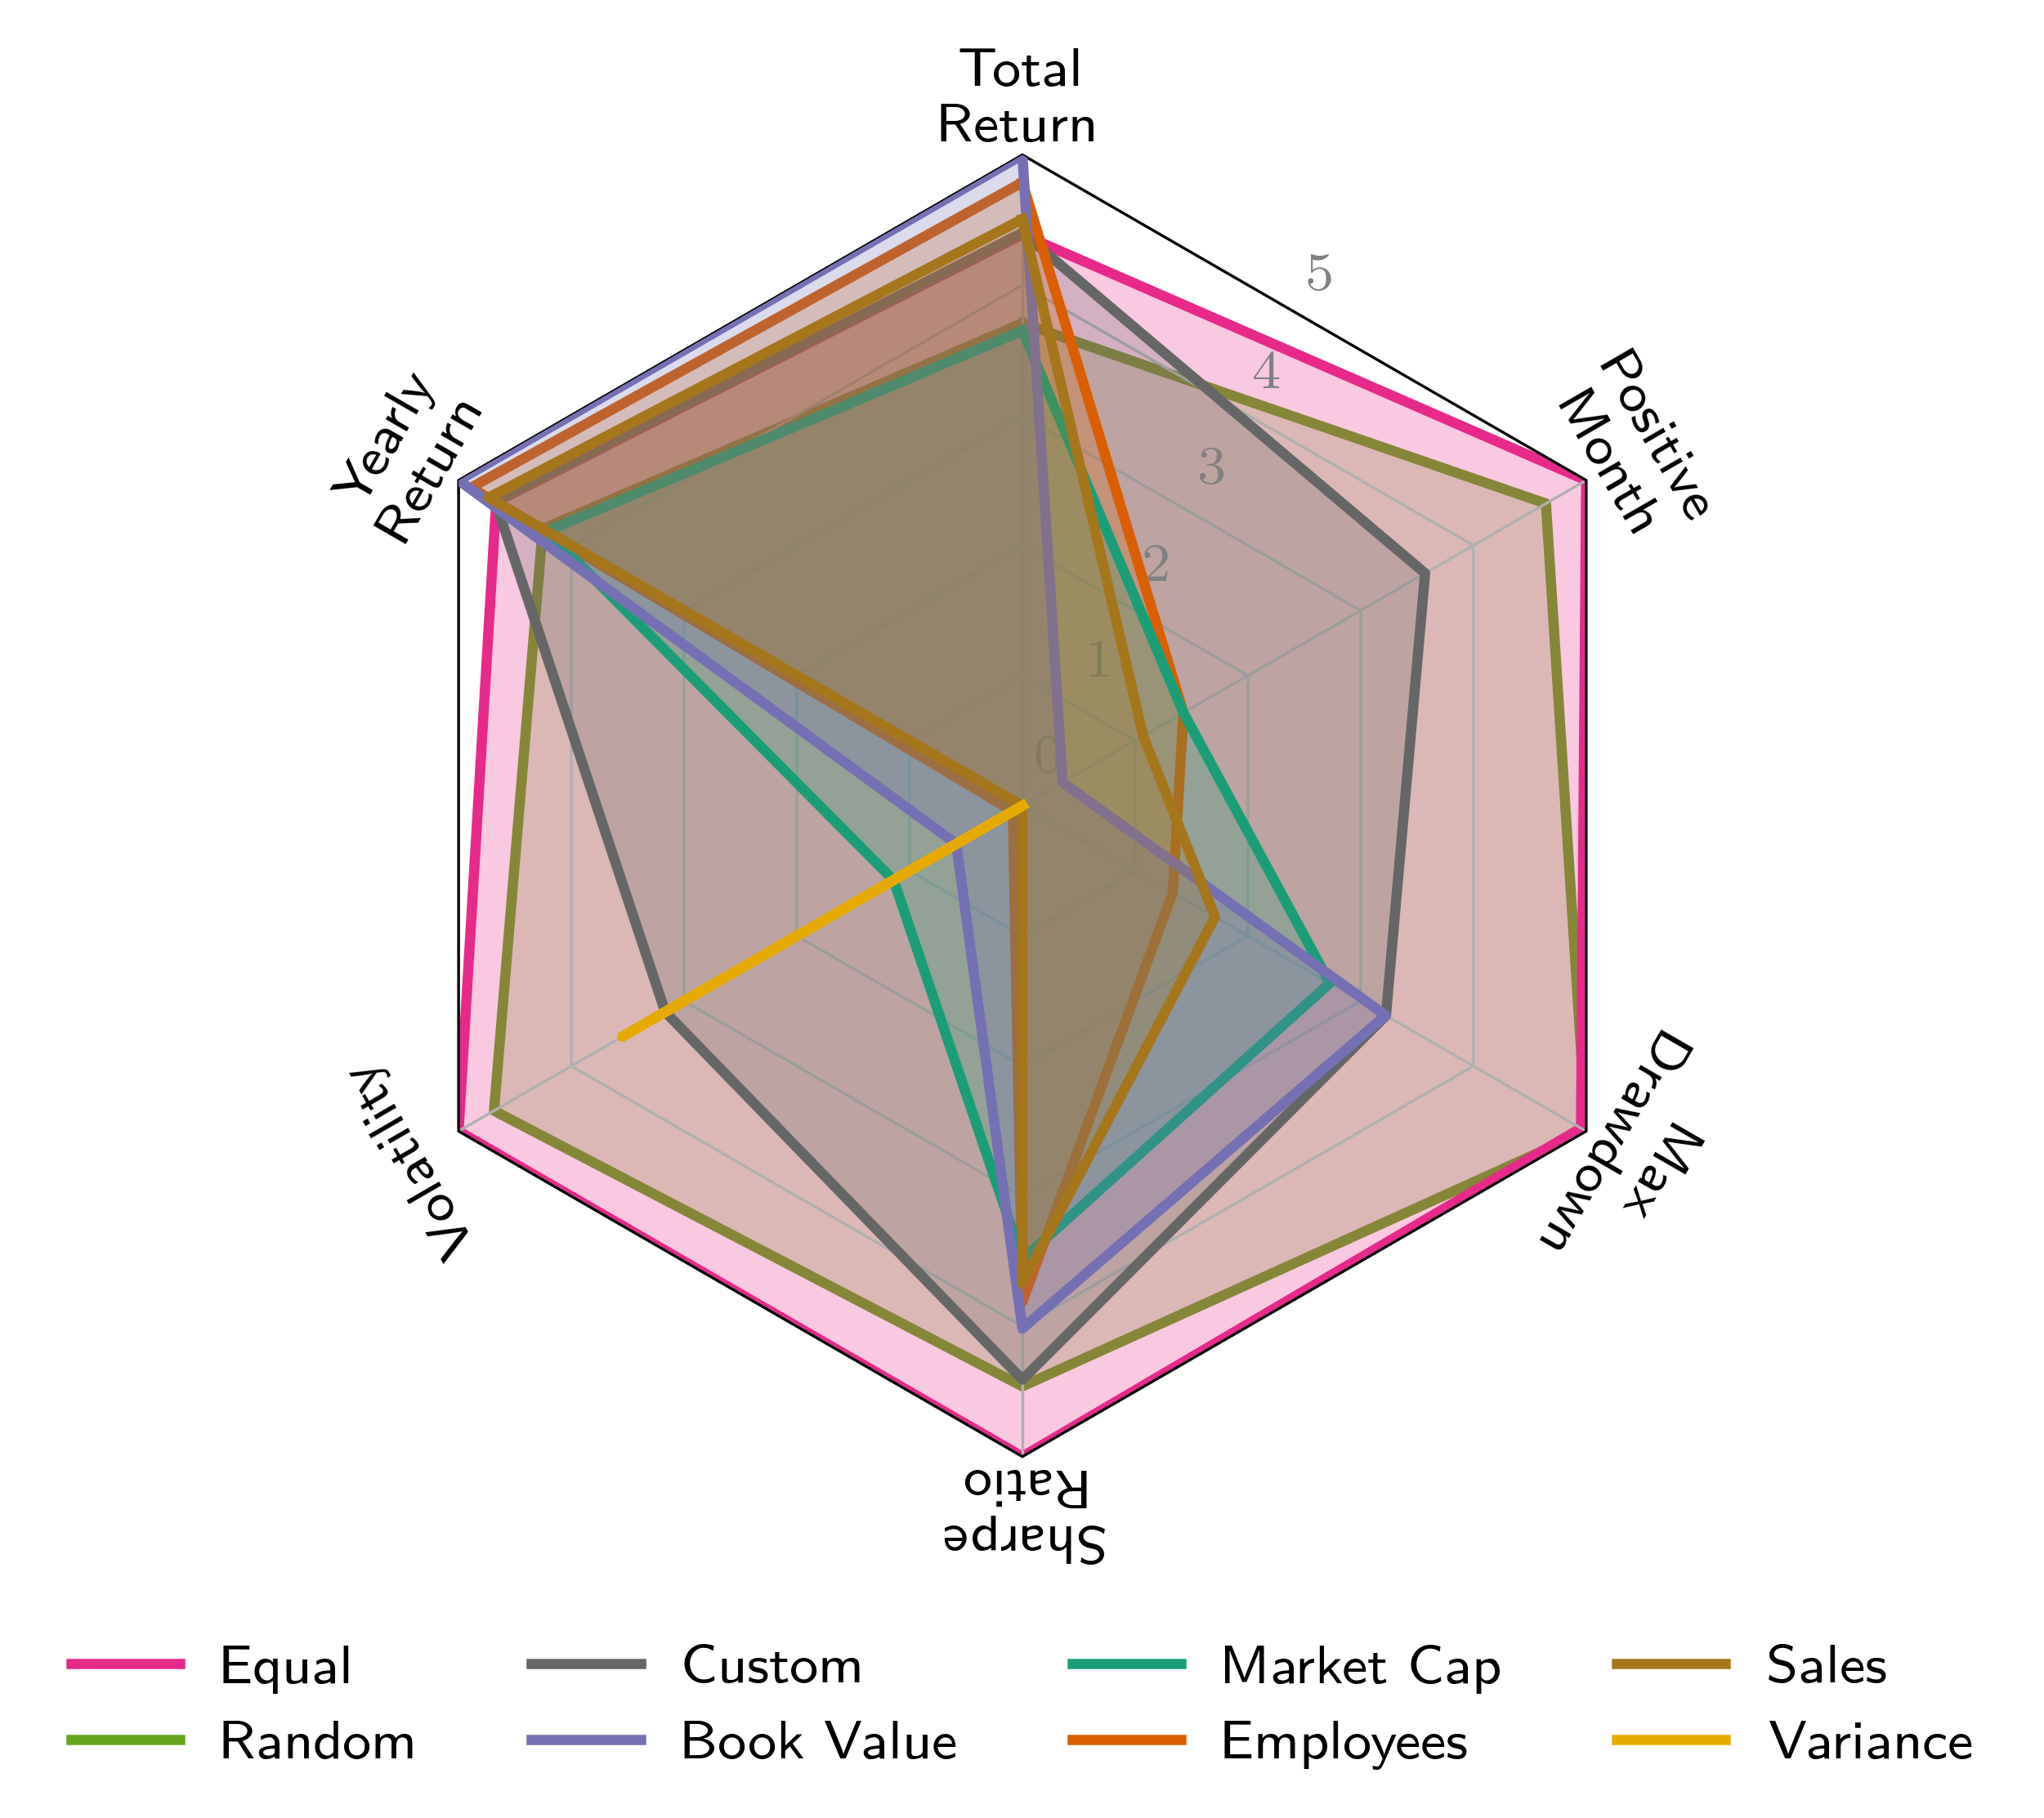 Total
Return
Positive
Month
Yearly
Return
5
4
3
2
1
0
Max
Drawdown
Volatility
Sharpe
Ratio
Equal
Custom
Market Cap
Sales
Random
Book Value
Employees
Variance